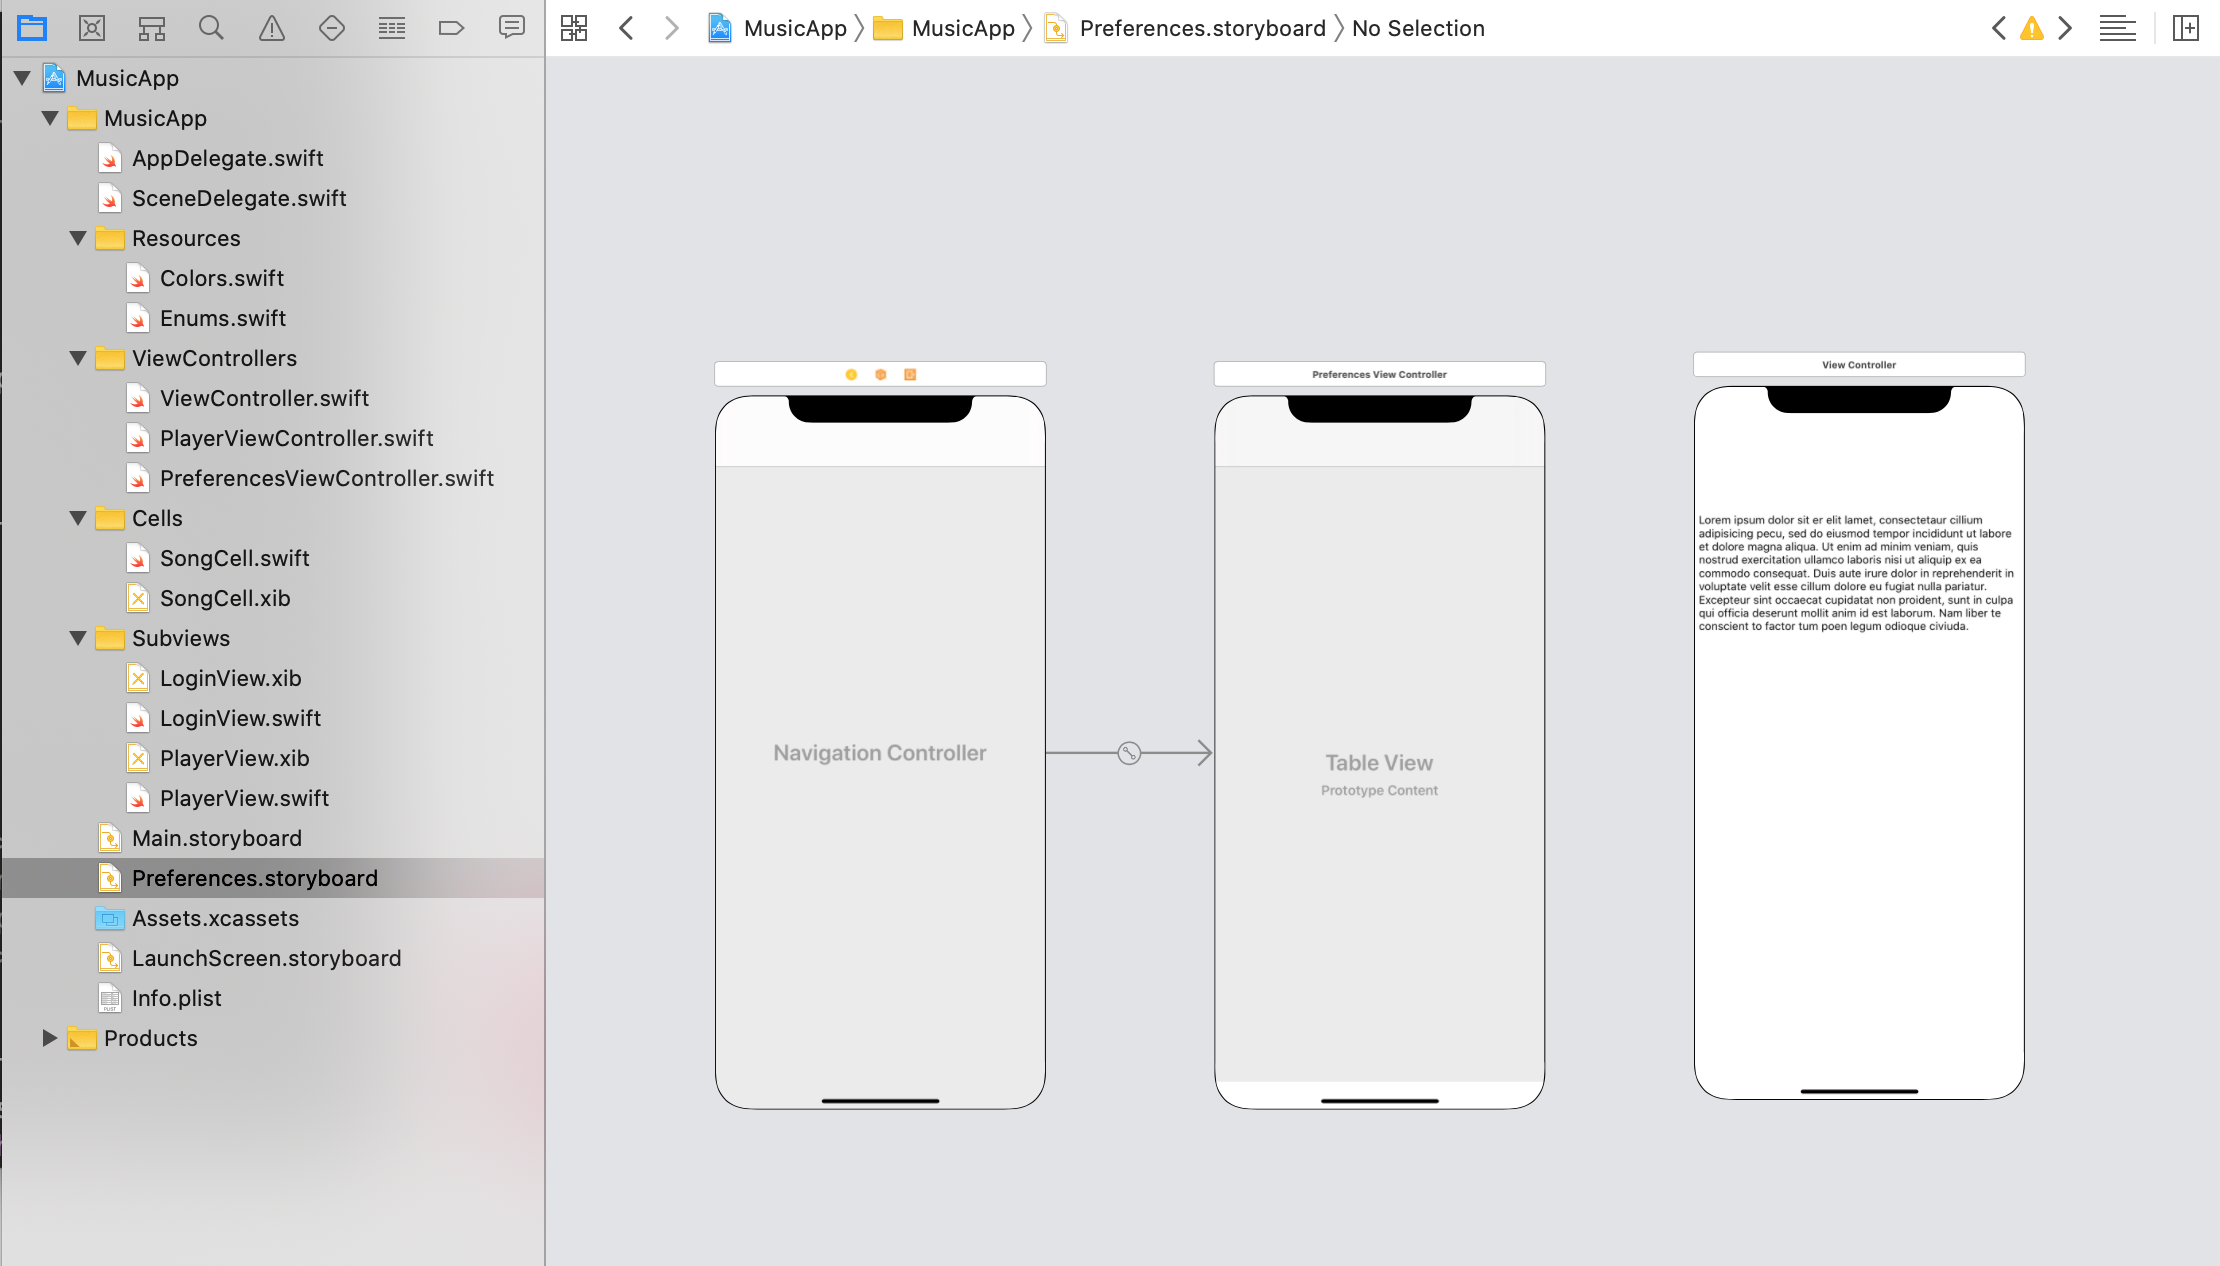 MusicApp
MusicApp
AppDelegate.swift
SceneDelegate.swift
Resources
Colors.swift
Enums.swift
ViewControllers
ViewController.swift
PlayerViewController.swift
PreferencesViewController.swift
Cells
SongCell.swift
SongCell.xib
Subviews
LoginView.xib
LoginView.swift
PlayerView.xib
PlayerView.swift
Main.storyboard
Preferences.storyboard
Assets.xcassets
LaunchScreen.storyboard
Info.plist
Products
MusicApp MusicApp Preferences.storyboard No Selection
Navigation Controller
Preferences View Controller
Table View
Prototype Content
View Controller
Lorem ipsum dolor sit er elit lamet, consectetaur cillium
adipisicing pecu, sed do eiusmod tempor incididunt ut labore
et dolore magna aliqua. Ut enim ad minim veniam, quis
nostrud exercitation ullamco laboris nisi ut aliquip ex ea
commodo consequat. Duis aute irure dolor in reprehenderit in
voluptate velit esse cillum dolore eu fugiat nulla pariatur.
Excepteur sint occaecat cupidatat non proident, sunt in culpa
qui officia deserunt mollit anim id est laborum. Nam liber te
conscient to factor tum poen legum odioque civiuda.